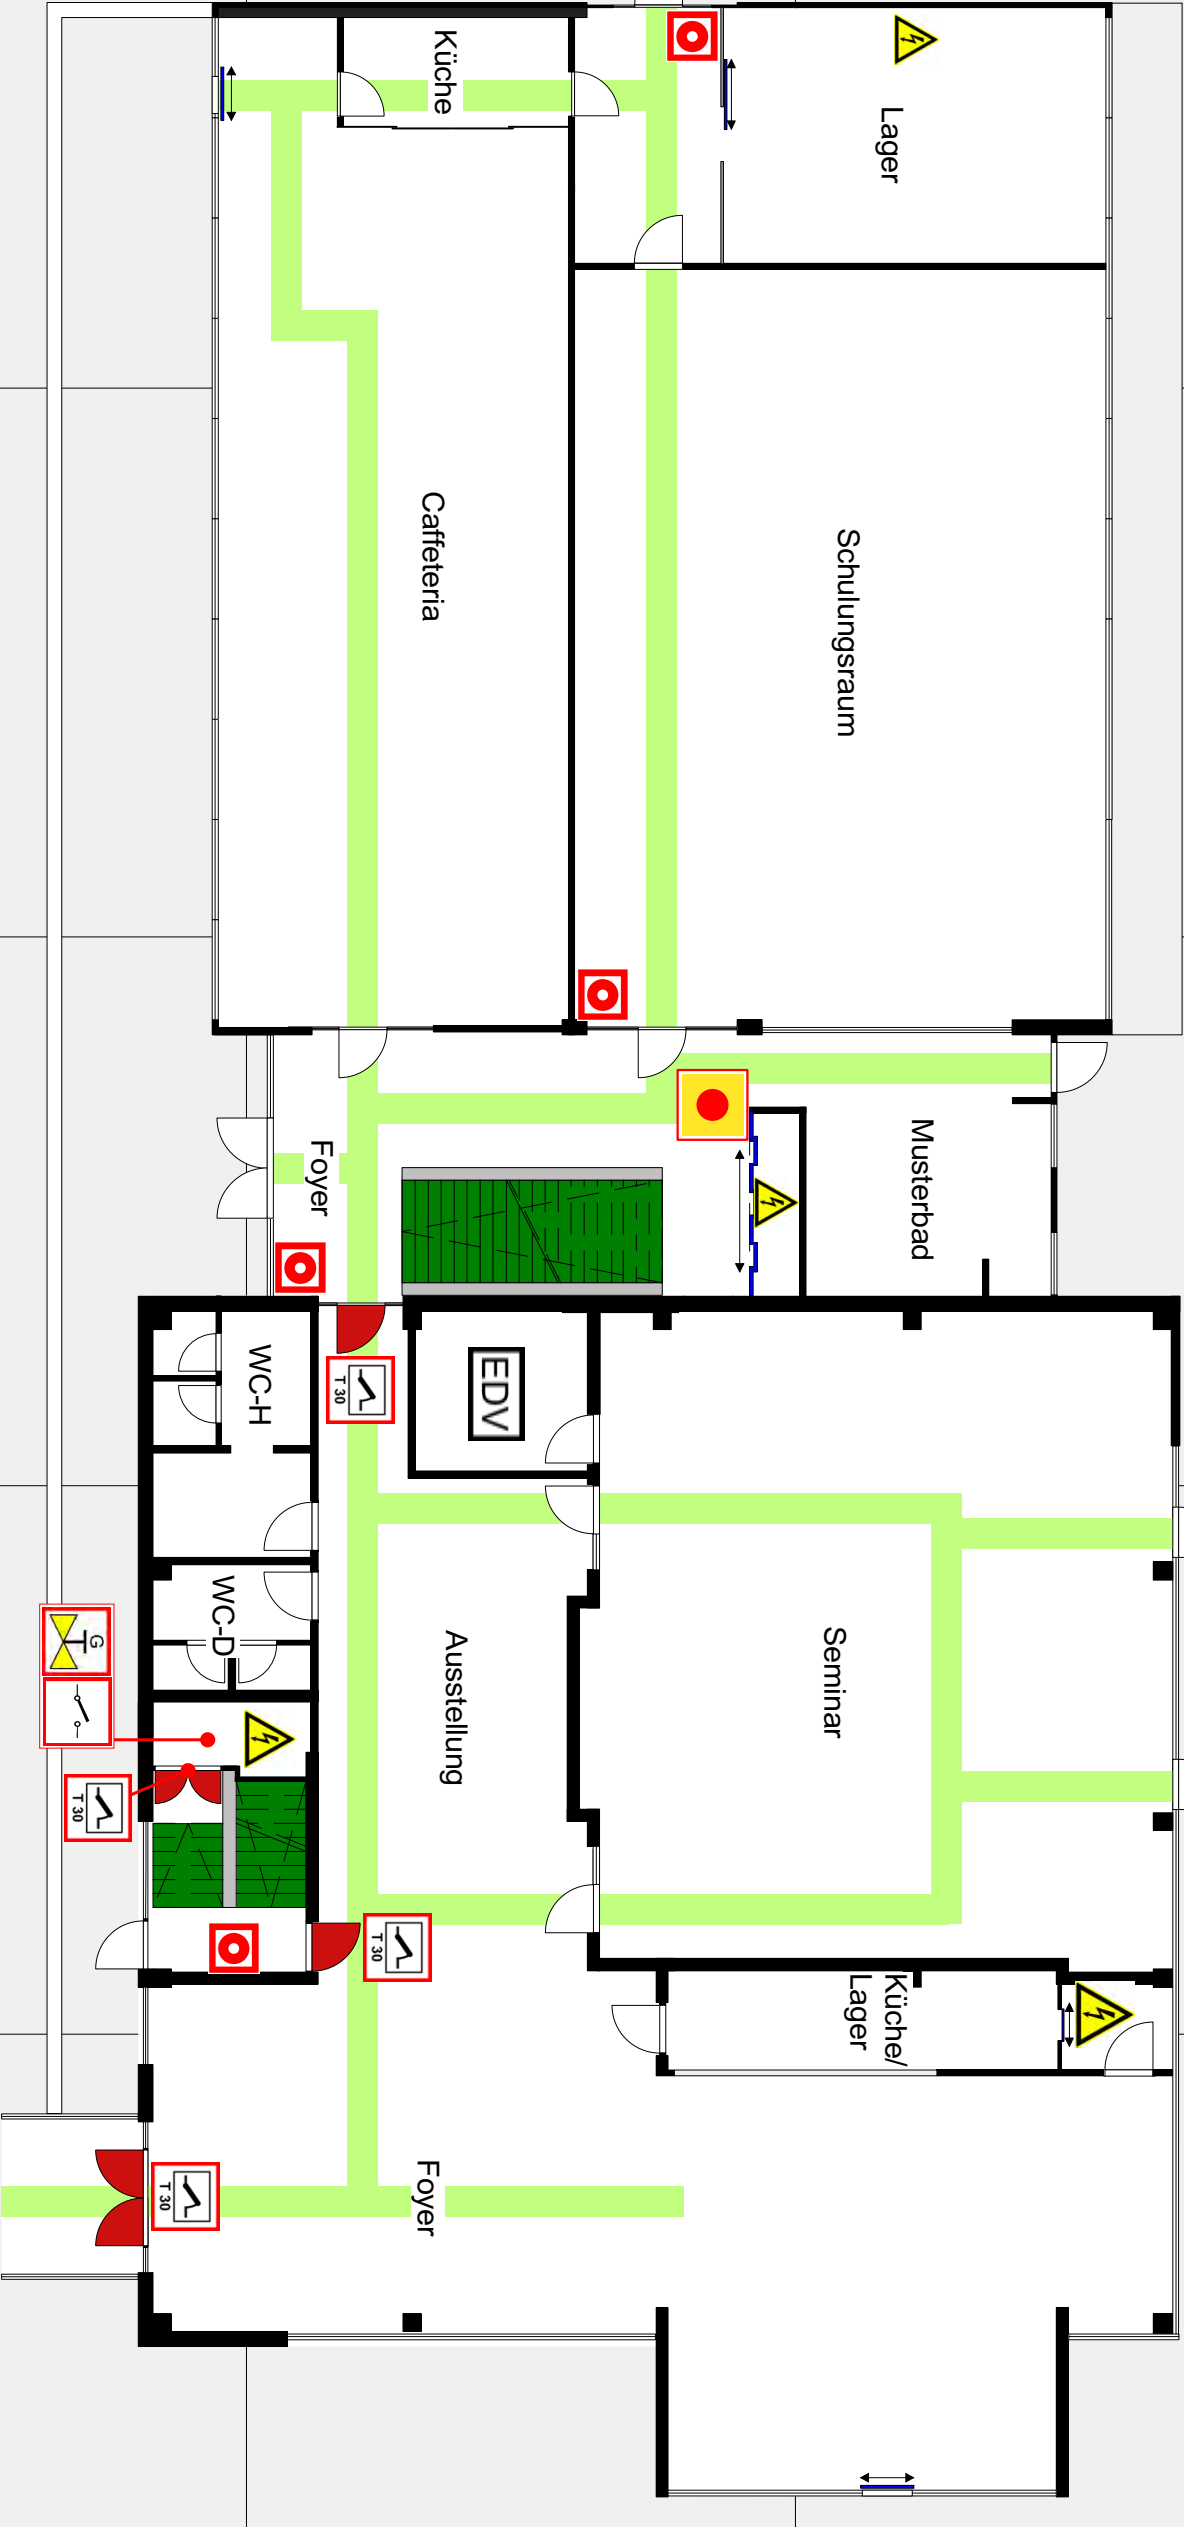 Küche
Lager
Caffeteria
Schulungsraum
Foyer
Musterbad
WC-H
T 30
EDV
WC-D
G
Ausstellung
Seminar
T 30
T 30
Küche/
Lager
T 30
Foyer